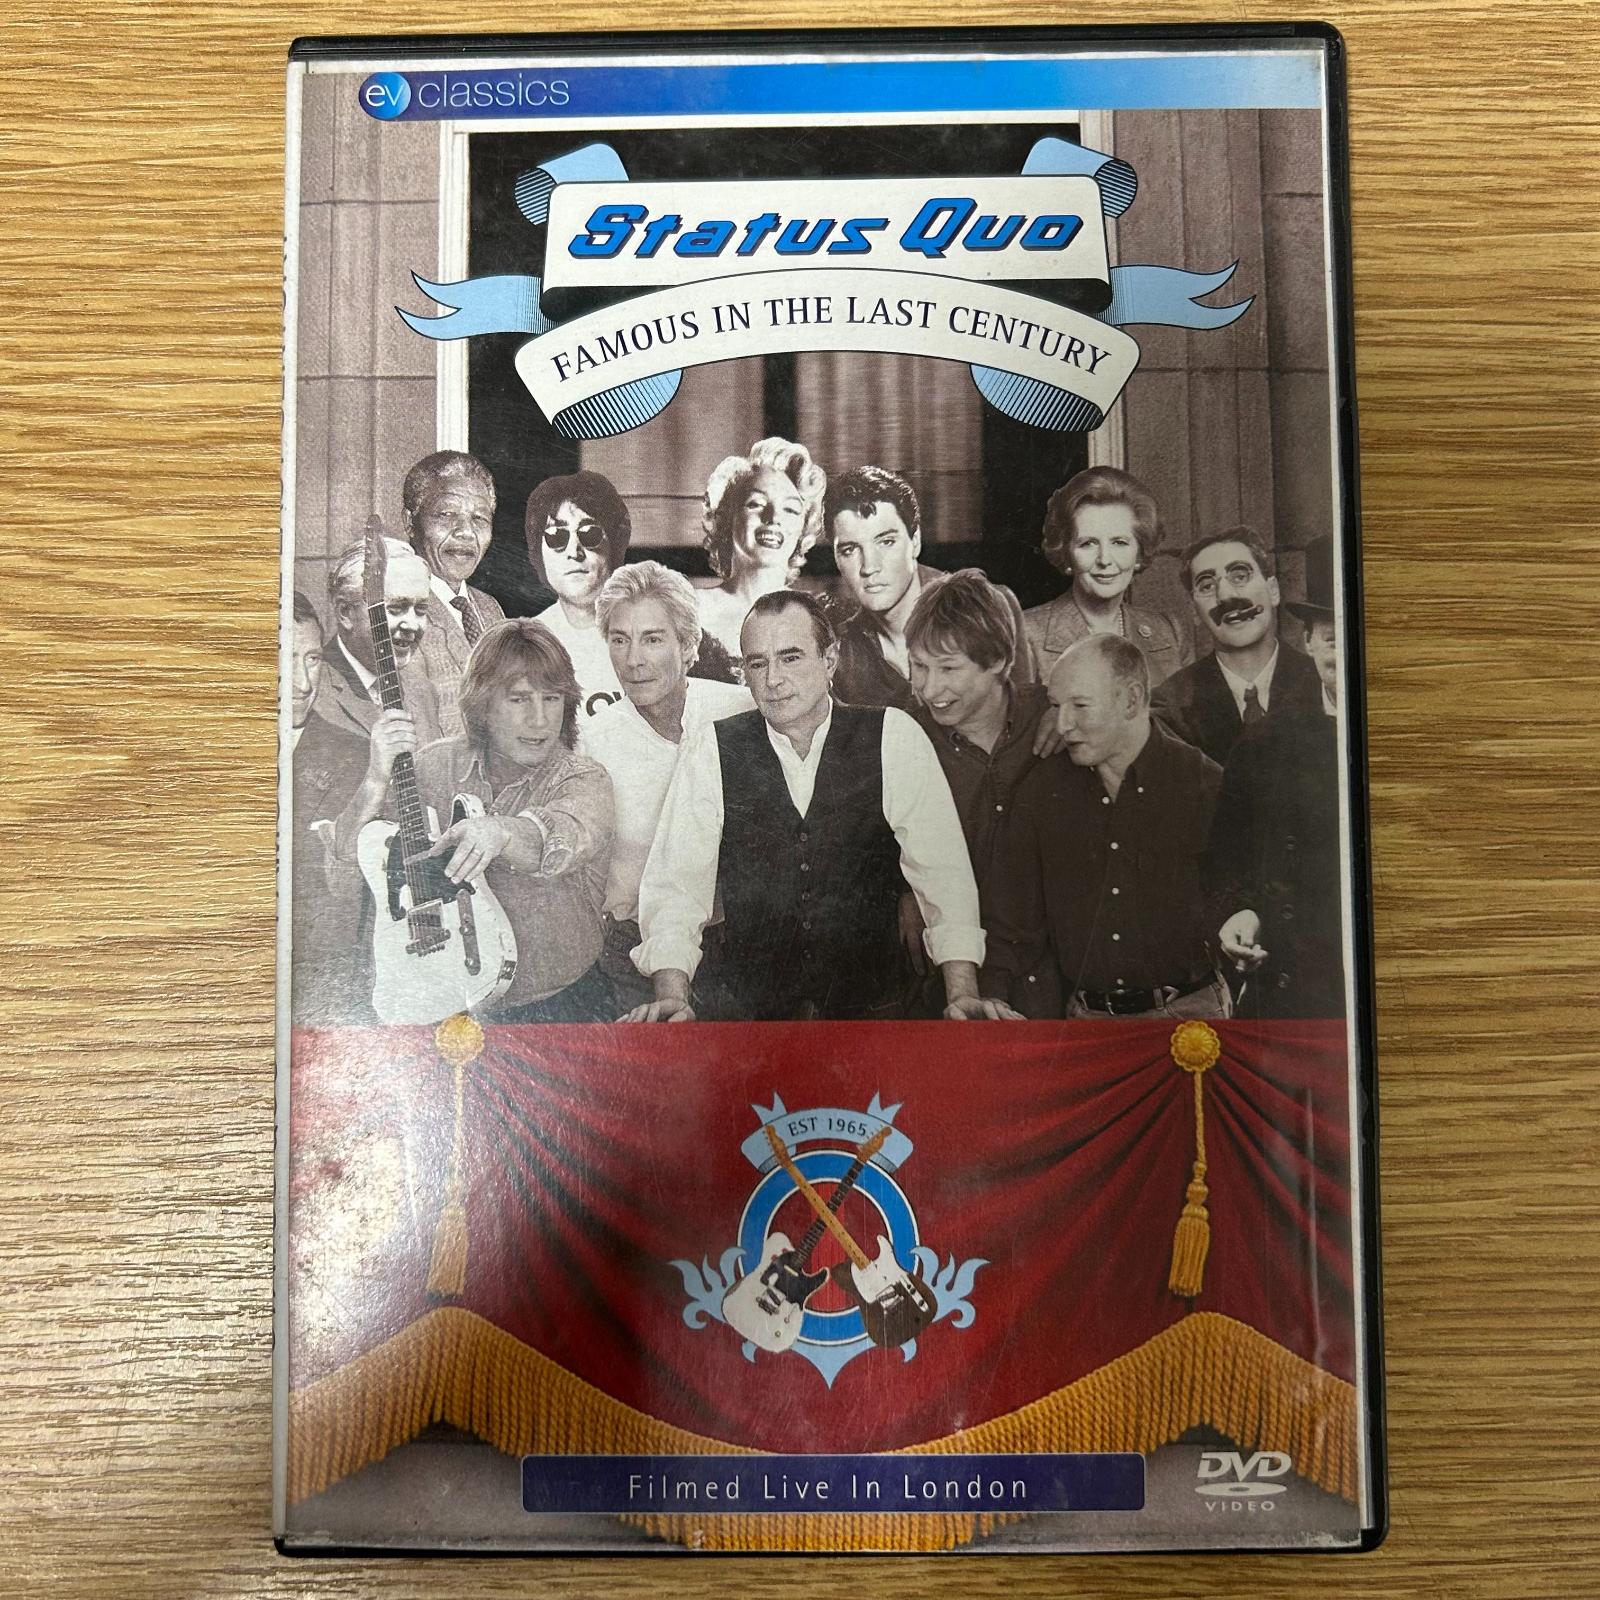 ev classics
Status Quo
FAMOUS IN THE LAST CENTURY
EST 1965
Filmed Live In London
DVD
VIDEO